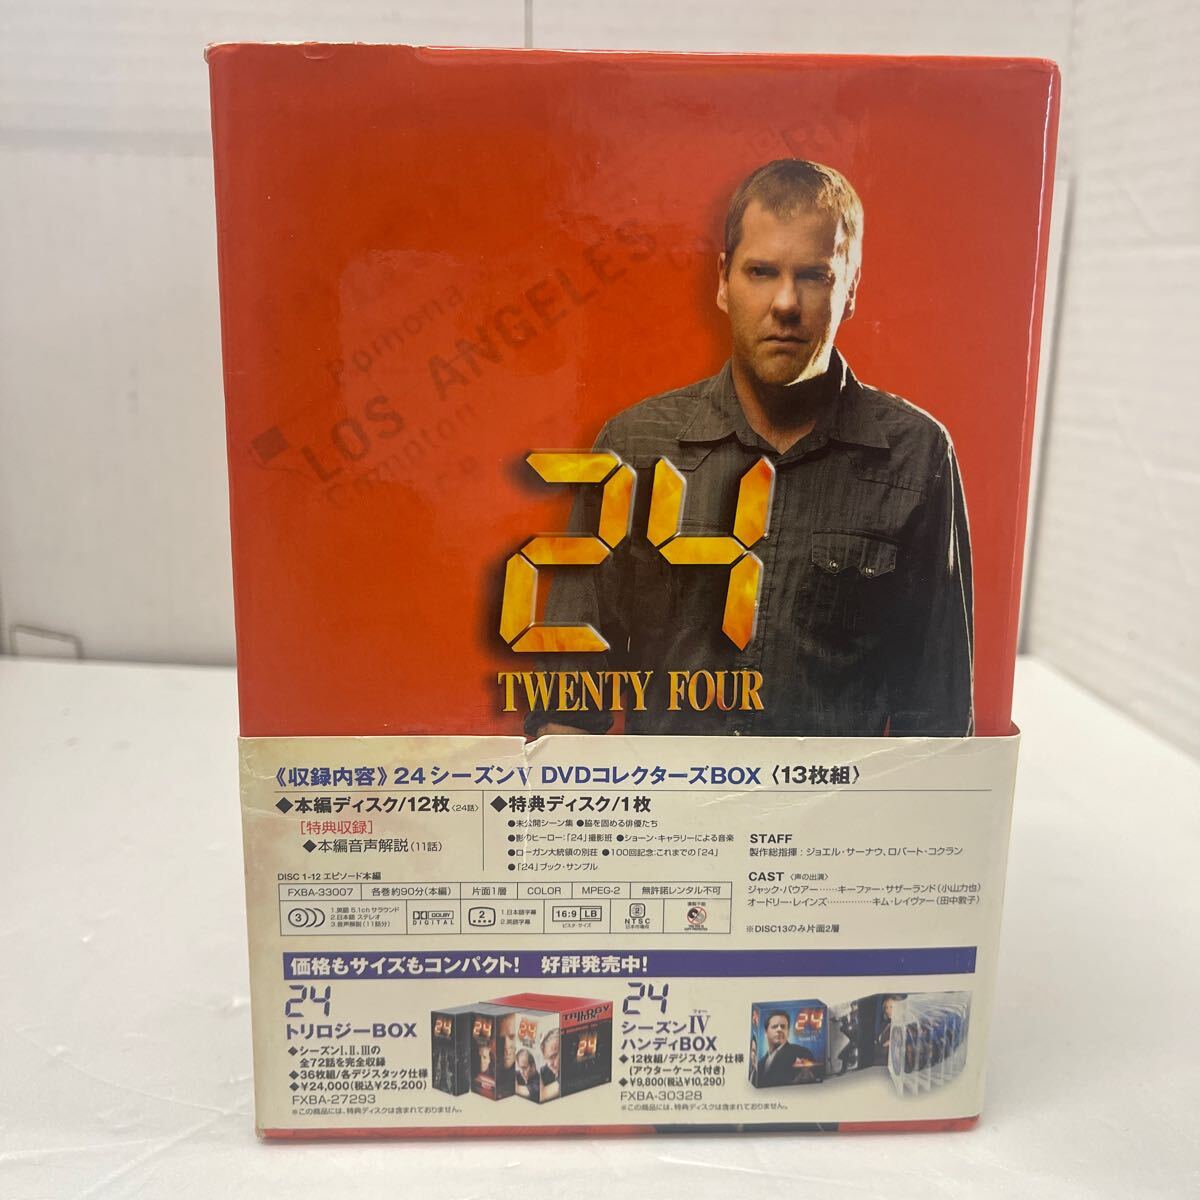 Pomona
LOS ANGELES
Compton
24
TWENTY FOUR
《収録内容》24 シーズンV DVDコレクターズBOX〈13枚組〉
◆本編ディスク/12枚〈24話〉
[特典収録]
◆本編音声解説(11話)
◆特典ディスク/1枚
●未公開シーン集 ●脇を固める俳優たち
●影のヒーロー:「24」撮影班 ●ショーン・キャラリーによる音楽
●ローガン大統領の別荘 ●100回記念:これまでの「24」
●「24」ブック・サンプル
STAFF
製作総指揮:ジョエル・サーナウ、ロバート・コクラン
CAST〈声の出演〉
ジャック・バウアー……キーファー・サザーランド(小山力也)
オードリー・レインズ……………キム・レイヴァー(田中敦子)
※DISC13のみ片面2層
DISC 1-12 エピソード本編
FXBA-33007 各巻約90分(本編) 片面1層 COLOR MPEG-2 無許諾レンタル不可
3 1.英語 5.1ch サラウンド
2.日本語 ステレオ
3.音声解説(11話分)
DOLBY DIGITAL
2 1.日本語字幕
2.英語字幕
16:9 LB
ビスタ・サイズ
2 NTSC
日本市場向
複製不能
価格もサイズもコンパクト! 好評発売中!
24
トリロジーBOX
◆シーズンI、II、IIIの
全72話を完全収録
◆36枚組/各デジスタック仕様
◆¥24,000(税込¥25,200)
FXBA-27293
※この商品には、特典ディスクは含まれておりません。
24
TRILOGY BOX
24
フォー
シーズンIV
ハンディBOX
◆12枚組/デジスタック仕様
(アウターケース付き)
◆¥9,800(税込¥10,290)
FXBA-30328
※この商品には、特典ディスクは含まれておりません。
24